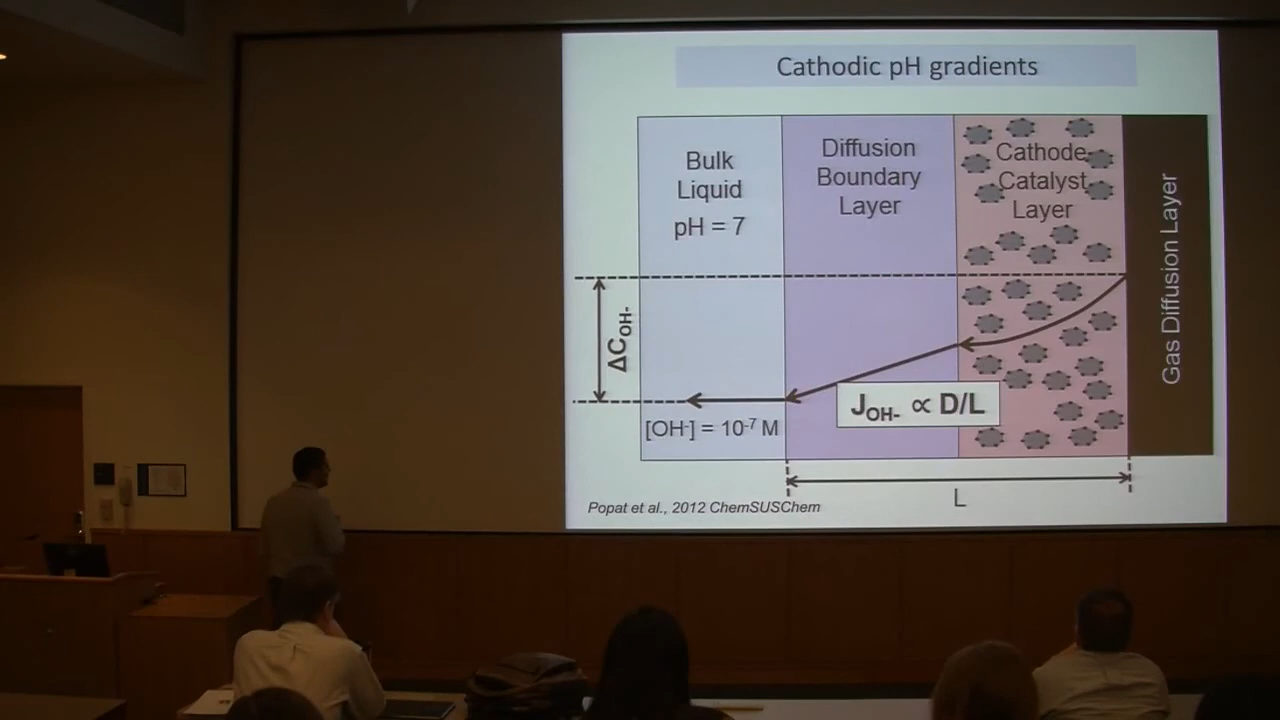 Cathodic pH gradients
Bulk
Liquid
pH = 7
Diffusion
Boundary
Layer
Cathode
Catalyst
Layer
Gas Diffusion Layer
ΔC_OH-
J_OH- ∝ D/L
[OH-] = 10^-7 M
L
Popat et al., 2012 ChemSUSChem